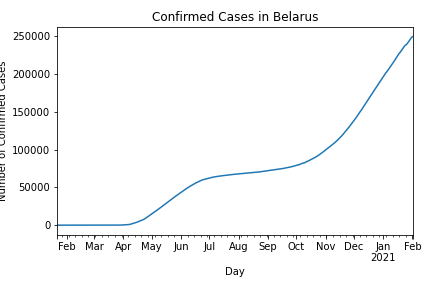 Confirmed Cases in Belarus
250000
200000
150000
100000
50000
0
Number of Confirmed Cases
Feb Mar Apr May Jun Jul Aug Sep Oct Nov Dec Jan Feb
2021
Day